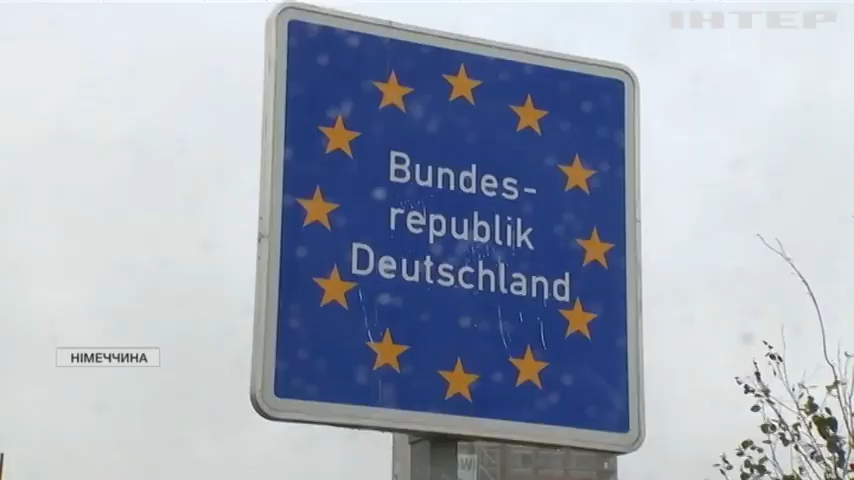 ІНТЕР
Bundes-
republik
Deutschland
НІМЕЧЧИНА